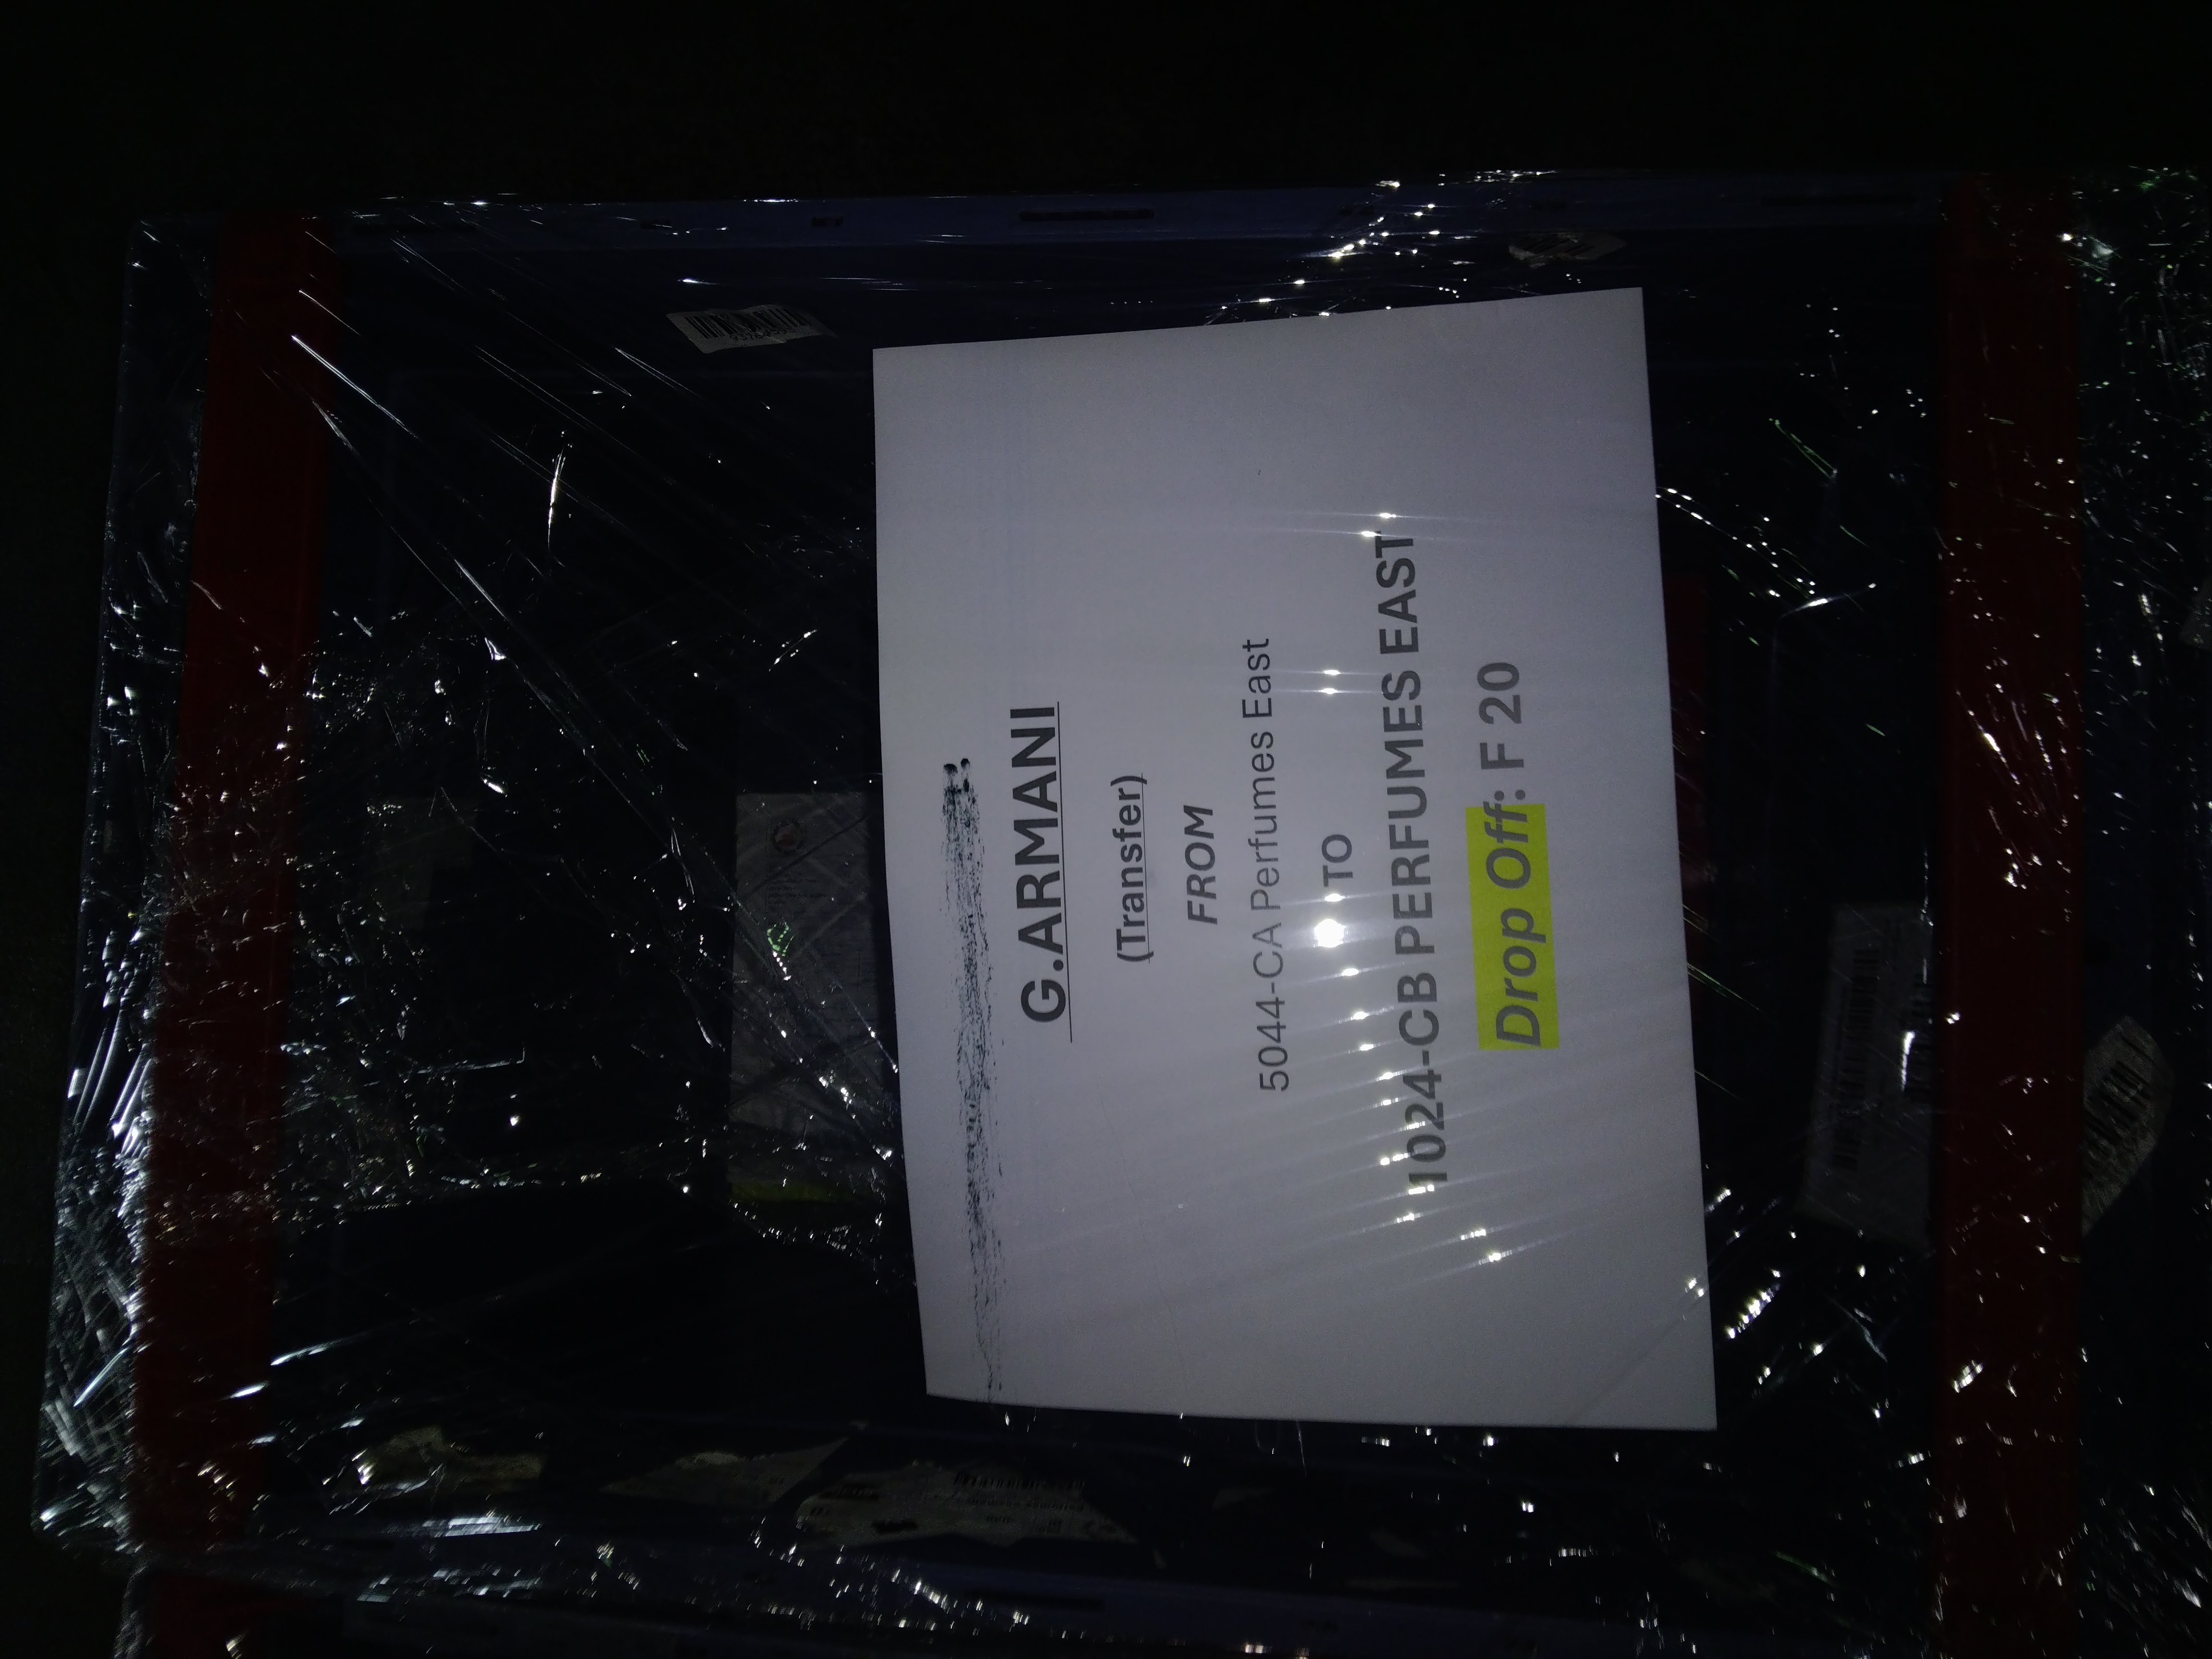 G.ARMANI
(Transfer)
FROM
5044-CA Perfumes East
TO
1024-CB PERFUMES EAST
Drop Off: F 20